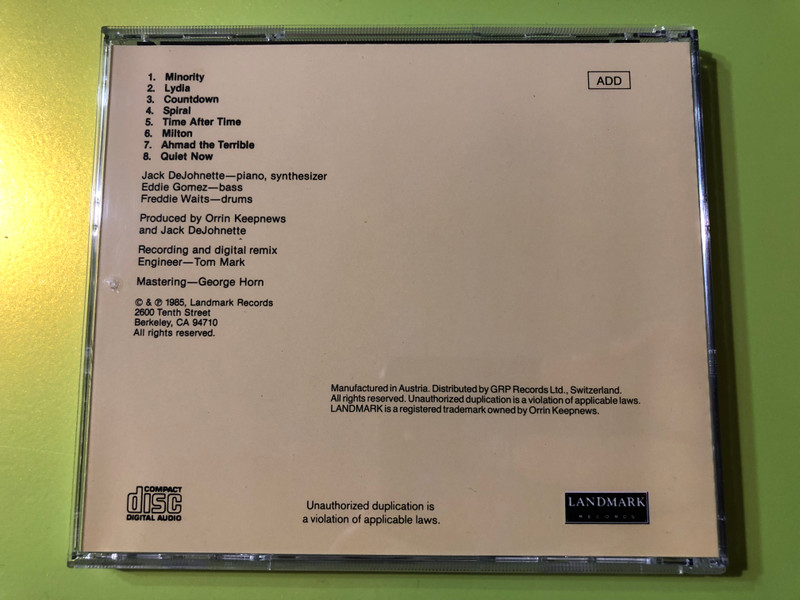 1. Minority
2. Lydia
3. Countdown
4. Spiral
5. Time After Time
6. Milton
7. Ahmad the Terrible
8. Quiet Now
ADD
Jack DeJohnette—piano, synthesizer
Eddie Gomez—bass
Freddie Waits—drums
Produced by Orrin Keepnews
and Jack DeJohnette
Recording and digital remix
Engineer—Tom Mark
Mastering—George Horn
© & ℗ 1985, Landmark Records
2600 Tenth Street
Berkeley, CA 94710
All rights reserved.
Manufactured in Austria. Distributed by GRP Records Ltd., Switzerland.
All rights reserved. Unauthorized duplication is a violation of applicable laws.
LANDMARK is a registered trademark owned by Orrin Keepnews.
COMPACT
disc
DIGITAL AUDIO
Unauthorized duplication is
a violation of applicable laws.
LANDMARK
RECORDS